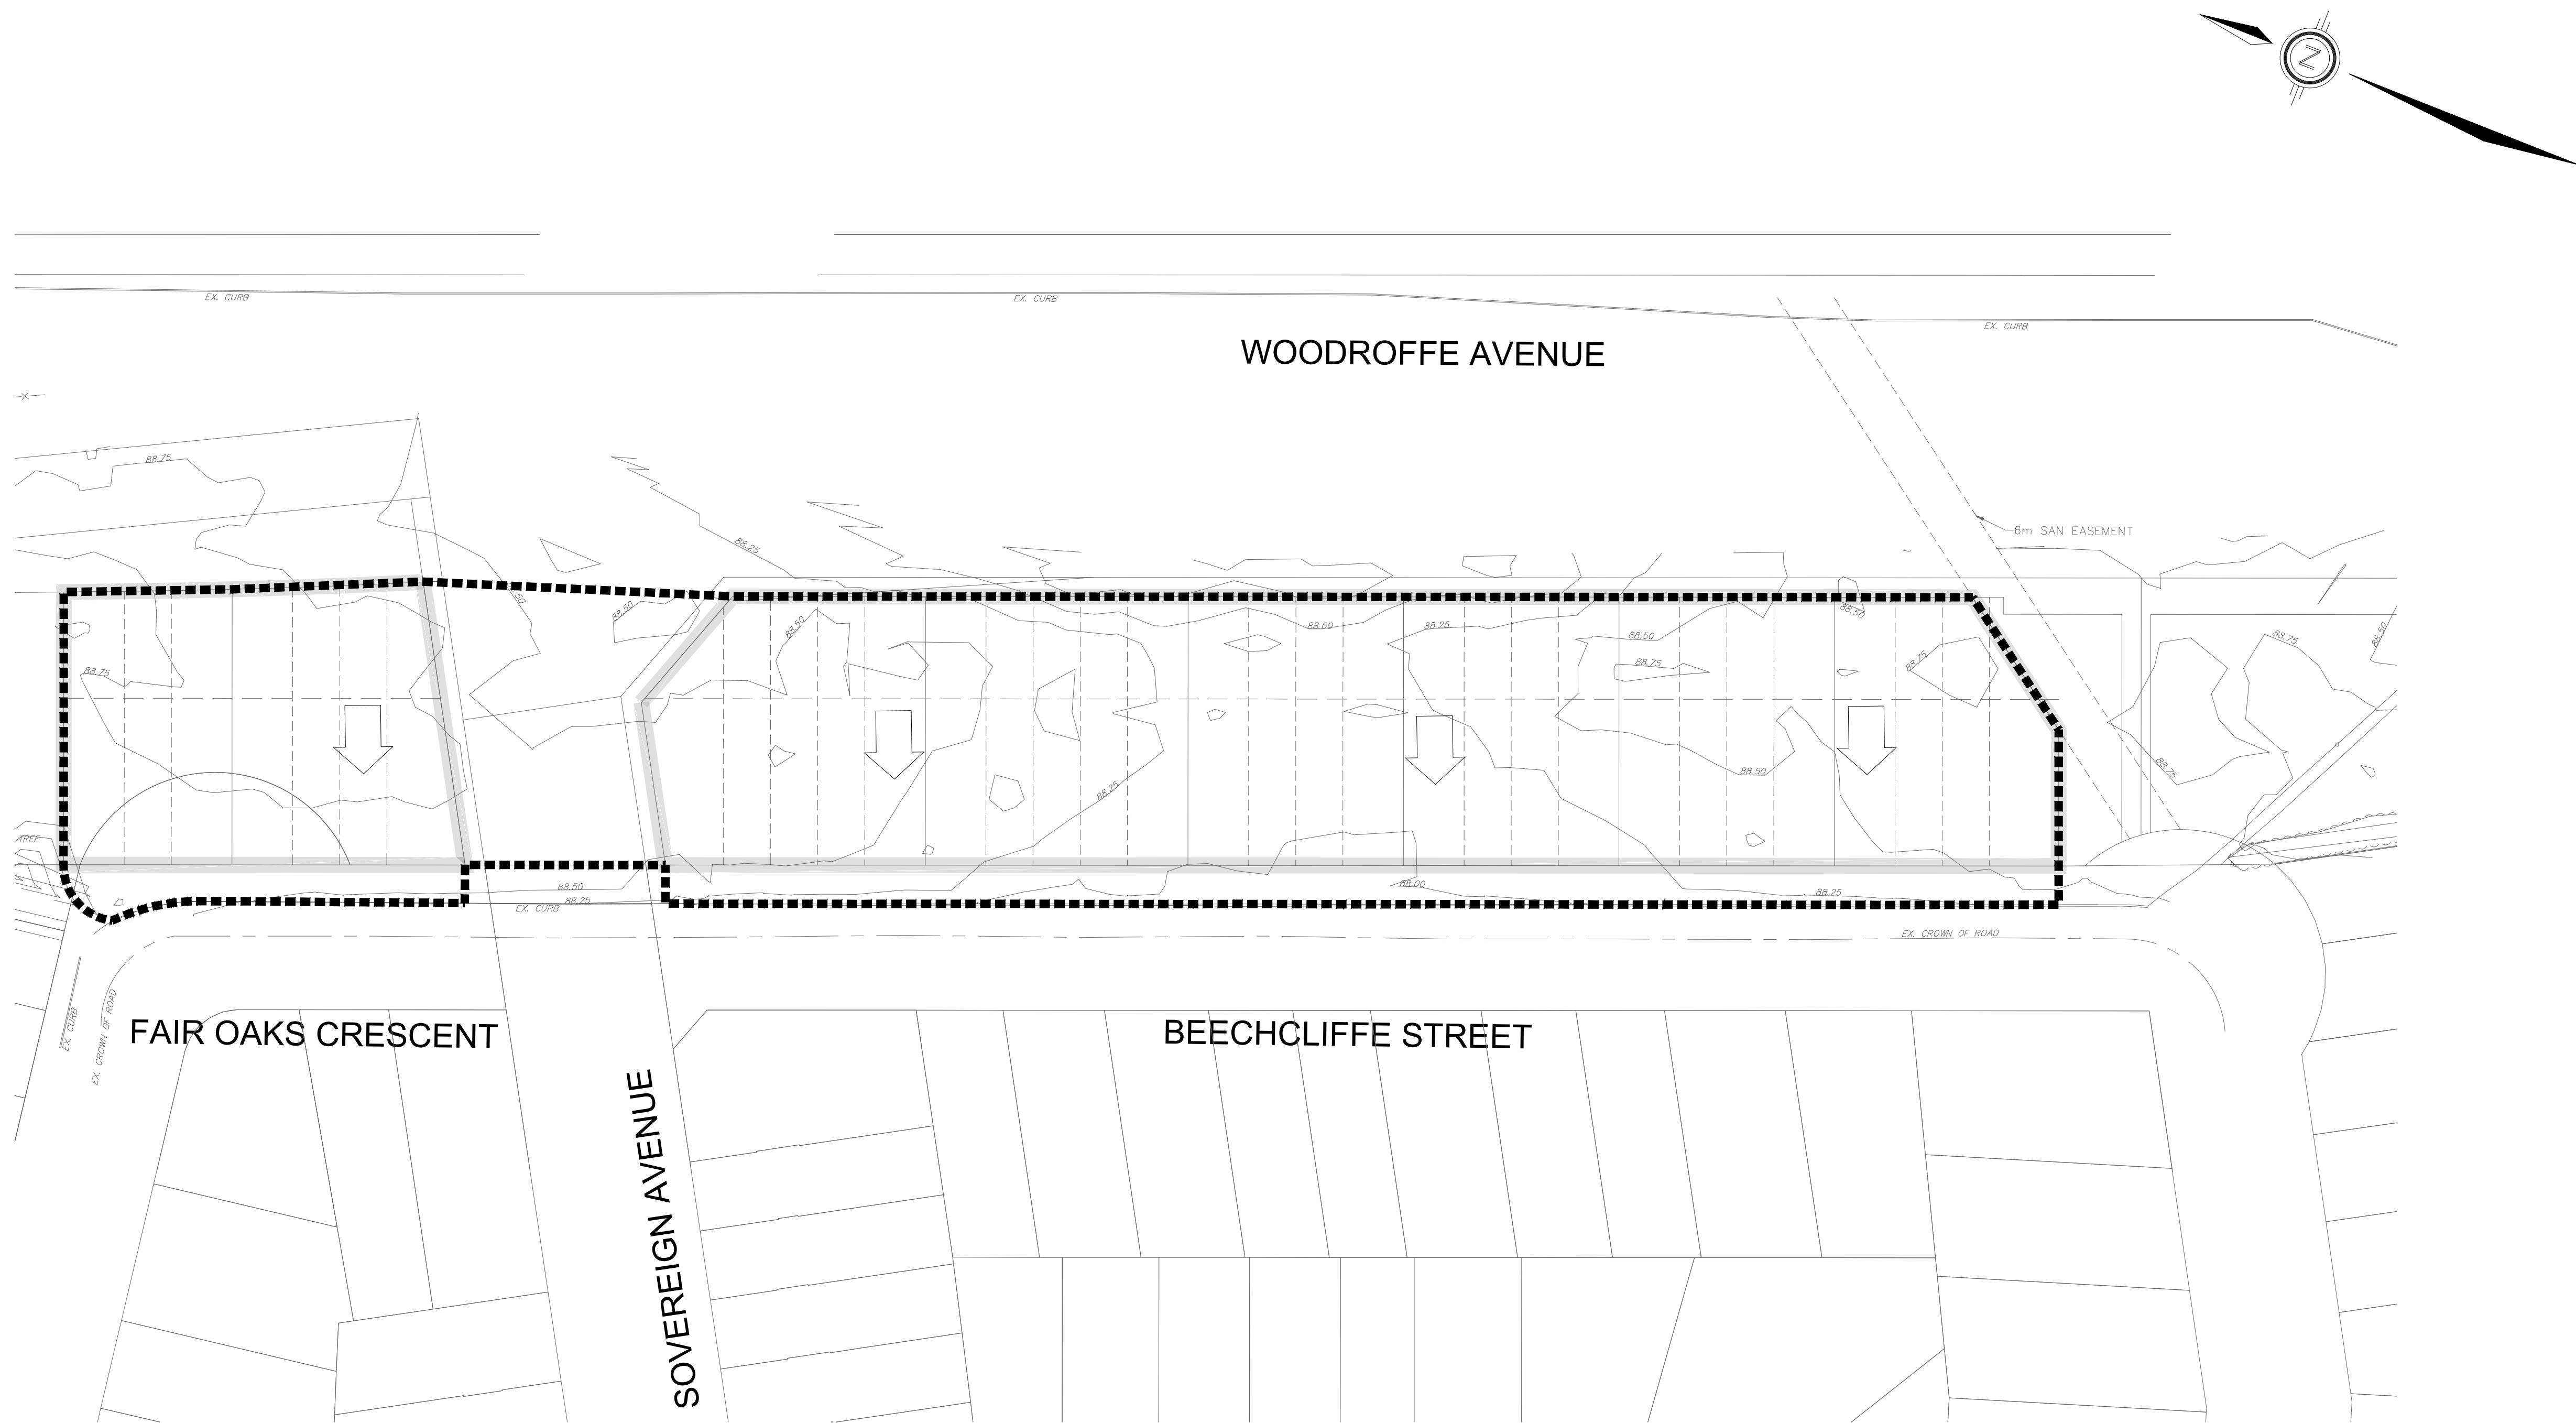 N
EX. CURB
EX. CURB
EX. CURB
WOODROFFE AVENUE
88.75
6m SAN EASEMENT
88.25
50
88.50
88.50
88.00
88.25
88.50
88.50
88.75
88.75
88.75
88.50
88.75
88.50
88.75
88.25
TREE
88.50
88.25
EX. CURB
88.00
88.25
EX. CROWN OF ROAD
EX. CURB
EX. CROWN OF ROAD
FAIR OAKS CRESCENT
BEECHCLIFFE STREET
SOVEREIGN AVENUE